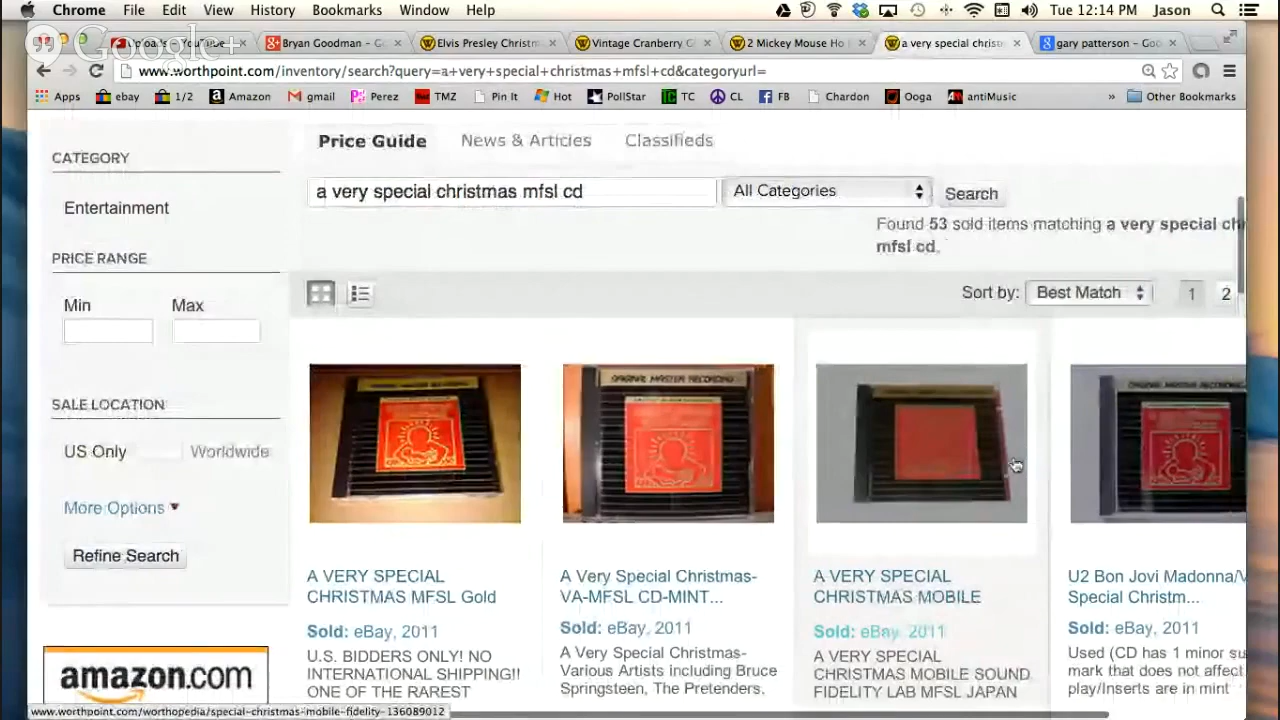 Chrome File Edit View History Bookmarks Window Help Tue 12:14 PM Jason
Google+
Uploads - YouTube
Bryan Goodman - G
Elvis Presley Christm
Vintage Cranberry G
2 Mickey Mouse Ho
a very special christm
gary patterson - Goo
www.worthpoint.com/inventory/search?query=a+very+special+christmas+mfsl+cd&categoryurl=
Apps ebay 1/2 Amazon gmail Perez TMZ Pin It Hot PollStar TC CL FB Chardon Ooga antiMusic » Other Bookmarks
Price Guide News & Articles Classifieds
CATEGORY
Entertainment
PRICE RANGE
Min Max
SALE LOCATION
US Only Worldwide
More Options
Refine Search
amazon.com
a very special christmas mfsl cd All Categories Search
Found 53 sold items matching a very special ch
mfsl cd.
Sort by: Best Match 1 2
ORIGINAL MASTER RECORDING
A VERY SPECIAL
CHRISTMAS MFSL Gold
Sold: eBay, 2011
U.S. BIDDERS ONLY! NO
INTERNATIONAL SHIPPING!!
ONE OF THE RAREST
A Very Special Christmas-
VA-MFSL CD-MINT...
Sold: eBay, 2011
A Very Special Christmas-
Various Artists including Bruce
Springsteen, The Pretenders.
A VERY SPECIAL
CHRISTMAS MOBILE
Sold: eBay, 2011
A VERY SPECIAL
CHRISTMAS MOBILE SOUND
FIDELITY LAB MFSL JAPAN
U2 Bon Jovi Madonna/V
Special Christm...
Sold: eBay, 2011
Used (CD has 1 minor su
mark that does not affect
play/Inserts are in mint
www.worthpoint.com/worthopedia/special-christmas-mobile-fidelity-136089012